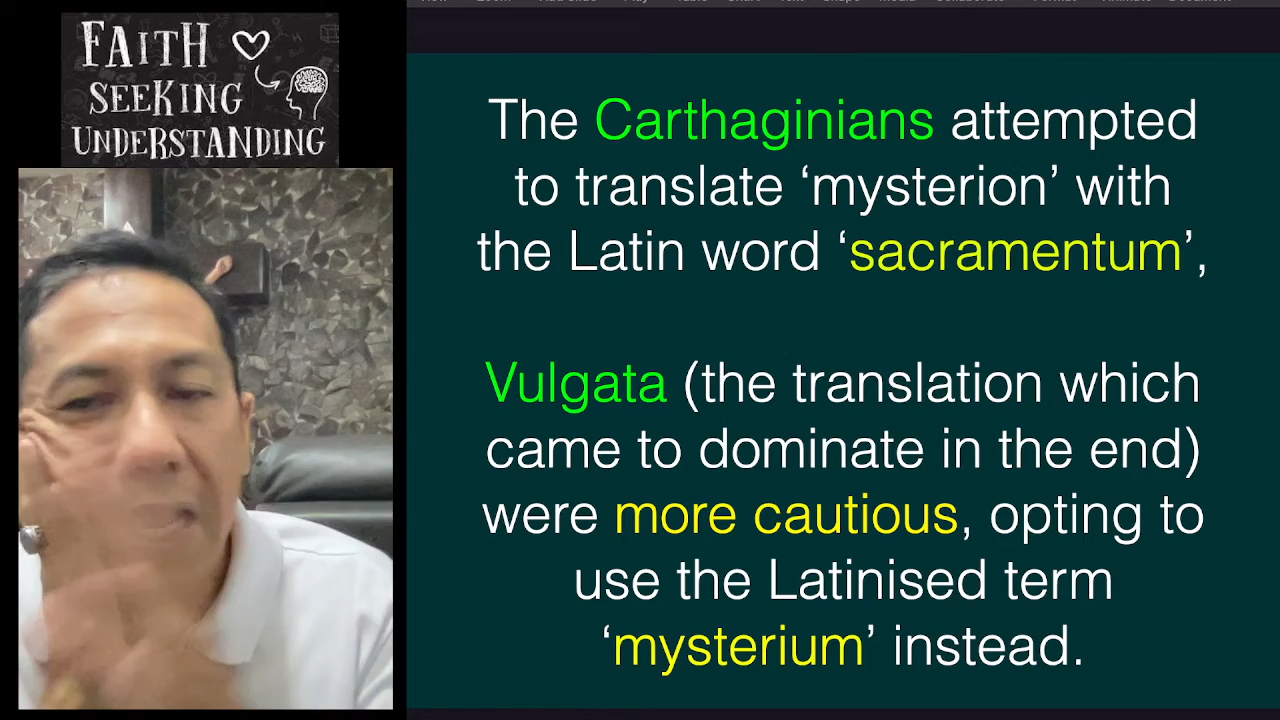 FAITH
SEEKING
UNDERSTANDING
The Carthaginians attempted
to translate ‘mysterion’ with
the Latin word ‘sacramentum’,
Vulgata (the translation which
came to dominate in the end)
were more cautious, opting to
use the Latinised term
‘mysterium’ instead.